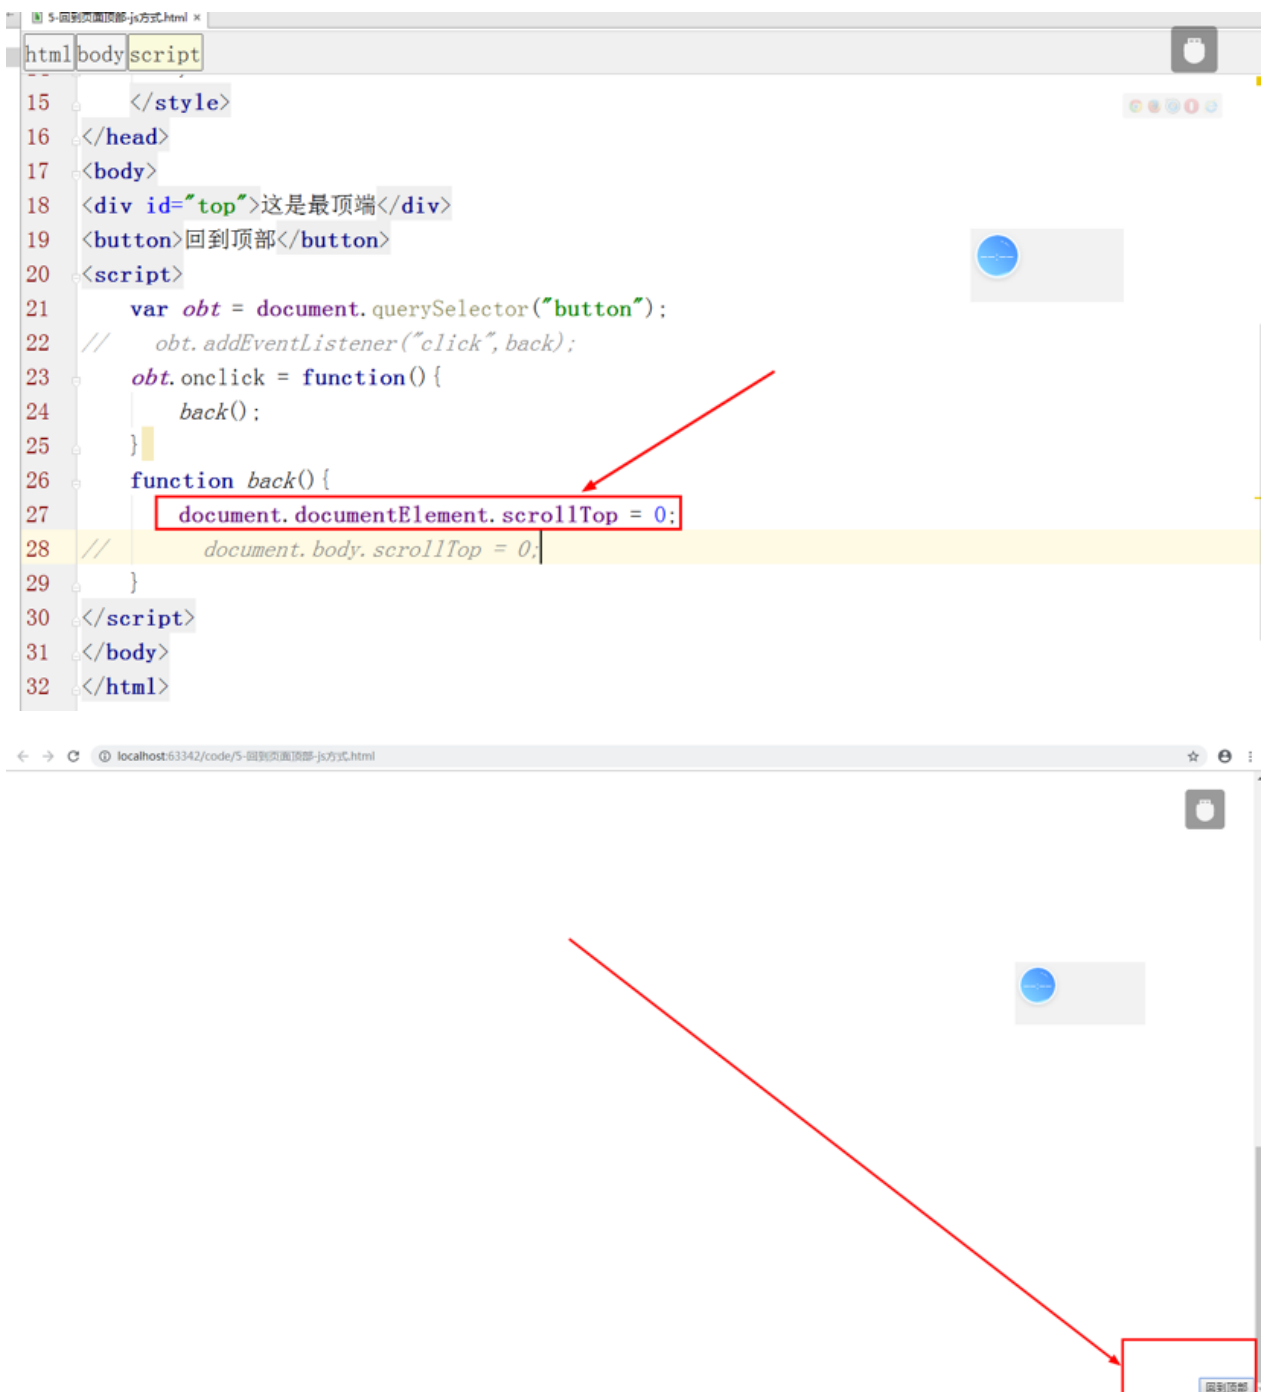 5-回到页面顶部-js方式.html ×
html body script
15 </style>
16 </head>
17 <body>
18 <div id="top">这是最顶端</div>
19 <button>回到顶部</button>
20 <script>
21 var obt = document.querySelector("button");
22 // obt.addEventListener("click",back);
23 obt.onclick = function(){
24 back();
25 }
26 function back(){
27 document.documentElement.scrollTop = 0;
28 // document.body.scrollTop = 0;
29 }
30 </script>
31 </body>
32 </html>
localhost:63342/code/5-回到页面顶部-js方式.html
回到顶部